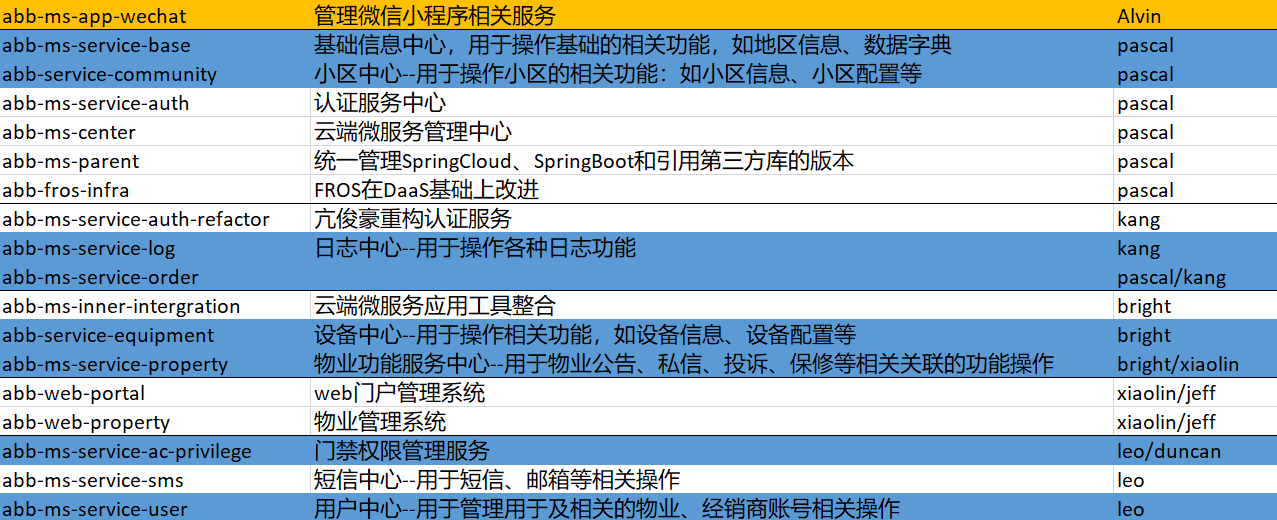 abb-ms-app-wechat 管理微信小程序相关服务 Alvin
abb-ms-service-base 基础信息中心，用于操作基础的相关功能，如地区信息、数据字典 pascal
abb-service-community 小区中心--用于操作小区的相关功能：如小区信息、小区配置等 pascal
abb-ms-service-auth 认证服务中心 pascal
abb-ms-center 云端微服务管理中心 pascal
abb-ms-parent 统一管理SpringCloud、SpringBoot和引用第三方库的版本 pascal
abb-fros-infra FROS在DaaS基础上改进 pascal
abb-ms-service-auth-refactor 亢俊豪重构认证服务 kang
abb-ms-service-log 日志中心--用于操作各种日志功能 kang
abb-ms-service-order pascal/kang
abb-ms-inner-intergration 云端微服务应用工具整合 bright
abb-service-equipment 设备中心--用于操作相关功能，如设备信息、设备配置等 bright
abb-ms-service-property 物业功能服务中心--用于物业公告、私信、投诉、保修等相关关联的功能操作 bright/xiaolin
abb-web-portal web门户管理系统 xiaolin/jeff
abb-web-property 物业管理系统 xiaolin/jeff
abb-ms-service-ac-privilege 门禁权限管理服务 leo/duncan
abb-ms-service-sms 短信中心--用于短信、邮箱等相关操作 leo
abb-ms-service-user 用户中心--用于管理用于及相关的物业、经销商账号相关操作 leo